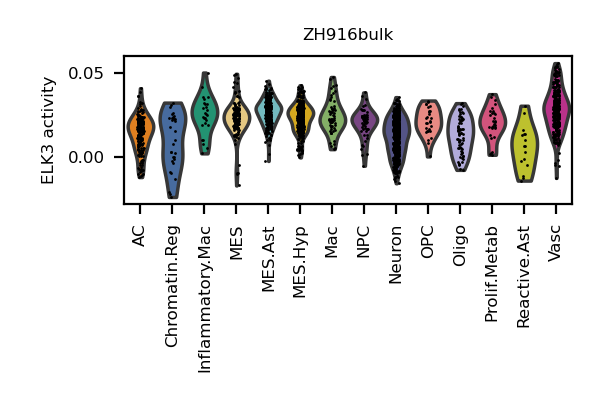 ZH916bulk
ELK3 activity
0.05
0.00
AC
Chromatin.Reg
Inflammatory.Mac
MES
MES.Ast
MES.Hyp
Mac
NPC
Neuron
OPC
Oligo
Prolif.Metab
Reactive.Ast
Vasc